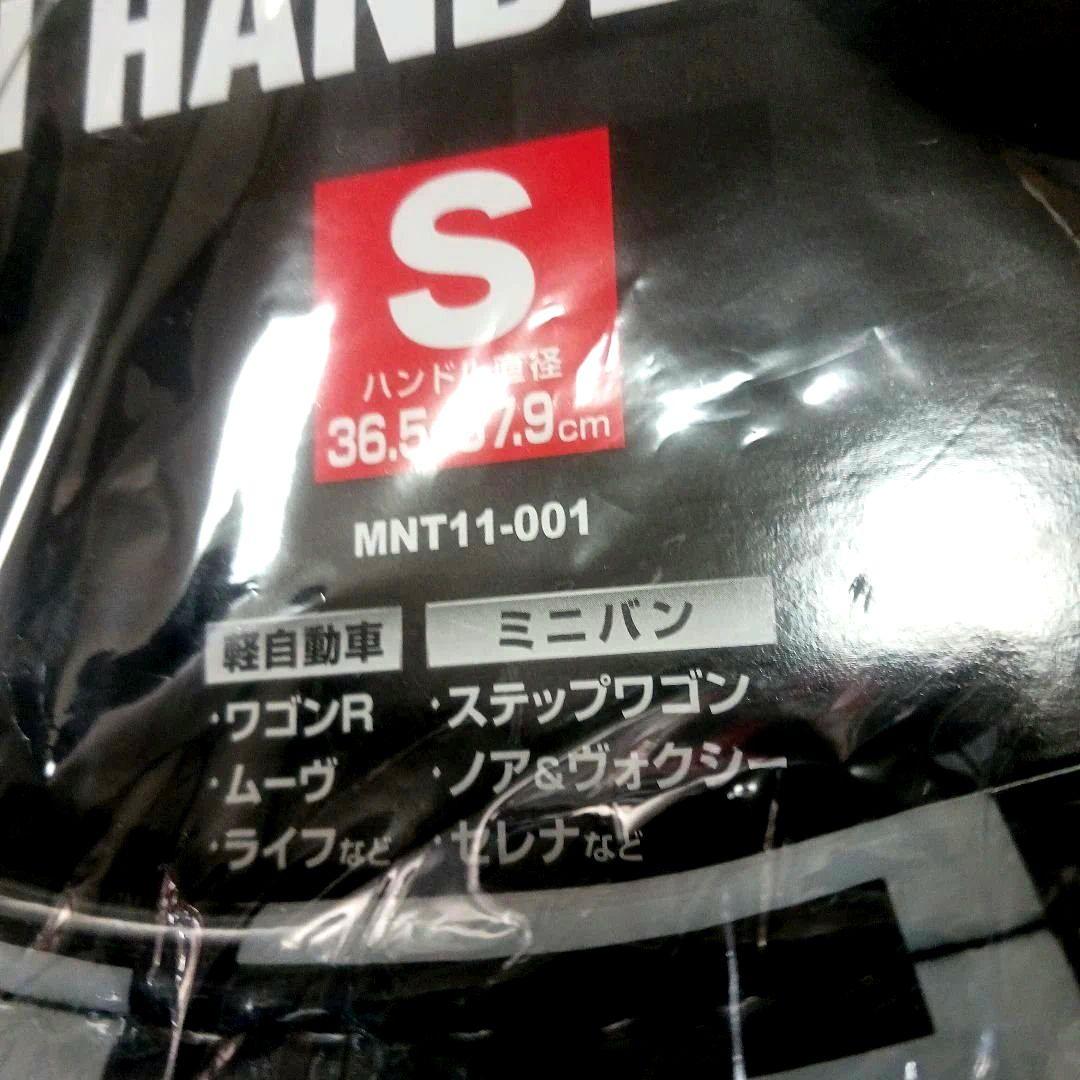 HAND
S
ハンドル直径
36.5 7.9cm
MNT11-001
軽自動車
・ワゴンR
・ムーヴ
・ライフなど
ミニバン
・ステップワゴン
・ノア&ヴォクシー
・セレナなど